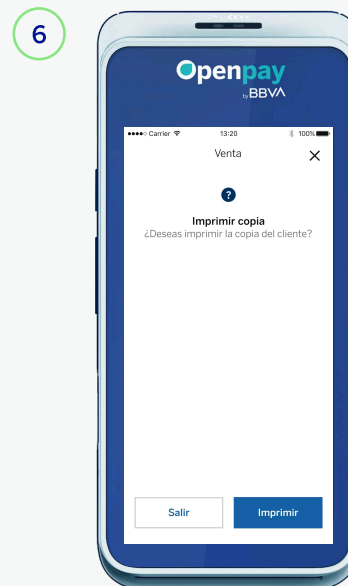 6
Openpay
by BBVA
Carrier 13:20 100%
Venta
?
Imprimir copia
¿Deseas imprimir la copia del cliente?
Salir Imprimir